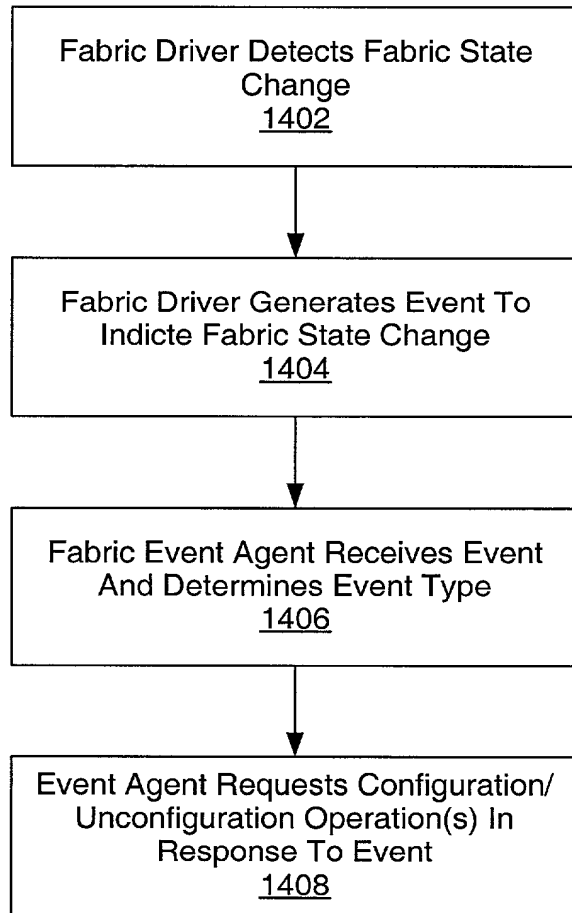 Fabric Driver Detects Fabric State
Change
1402
Fabric Driver Generates Event To
Indicte Fabric State Change
1404
Fabric Event Agent Receives Event
And Determines Event Type
1406
Event Agent Requests Configuration/
Unconfiguration Operation(s) In
Response To Event
1408